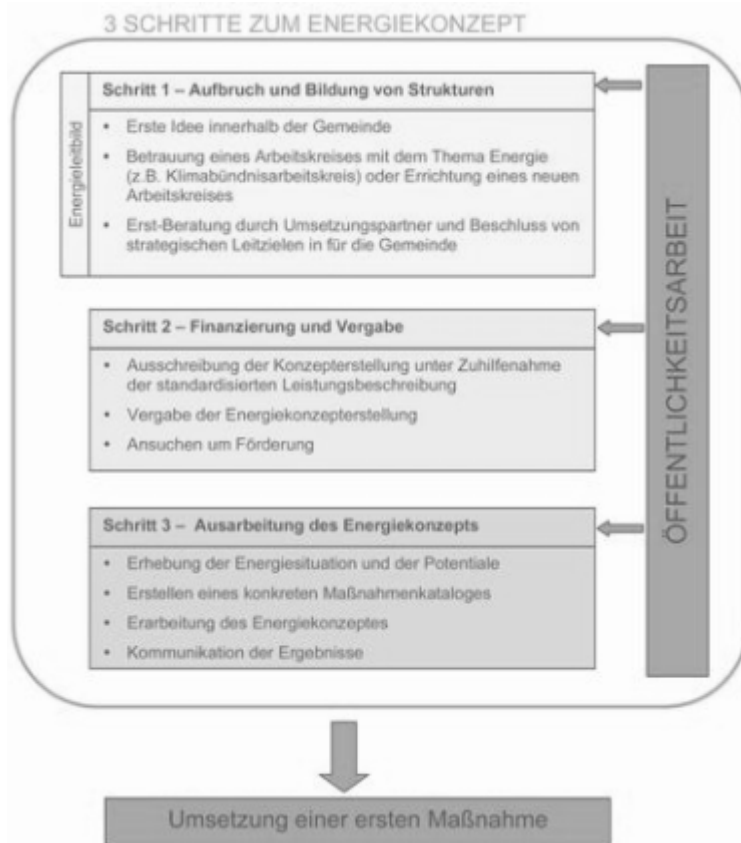 3 SCHRITTE ZUM ENERGIEKONZEPT
Energieleitbild
Schritt 1 – Aufbruch und Bildung von Strukturen
• Erste Idee innerhalb der Gemeinde
• Betrauung eines Arbeitskreises mit dem Thema Energie
(z.B. Klimabündnisarbeitskreis) oder Errichtung eines neuen
Arbeitskreises
• Erst-Beratung durch Umsetzungspartner und Beschluss von
strategischen Leitzielen in für die Gemeinde
Schritt 2 – Finanzierung und Vergabe
• Ausschreibung der Konzepterstellung unter Zuhilfenahme
der standardisierten Leistungsbeschreibung
• Vergabe der Energiekonzepterstellung
• Ansuchen um Förderung
Schritt 3 – Ausarbeitung des Energiekonzepts
• Erhebung der Energiesituation und der Potentiale
• Erstellen eines konkreten Maßnahmenkataloges
• Erarbeitung des Energiekonzeptes
• Kommunikation der Ergebnisse
ÖFFENTLICHKEITSARBEIT
Umsetzung einer ersten Maßnahme